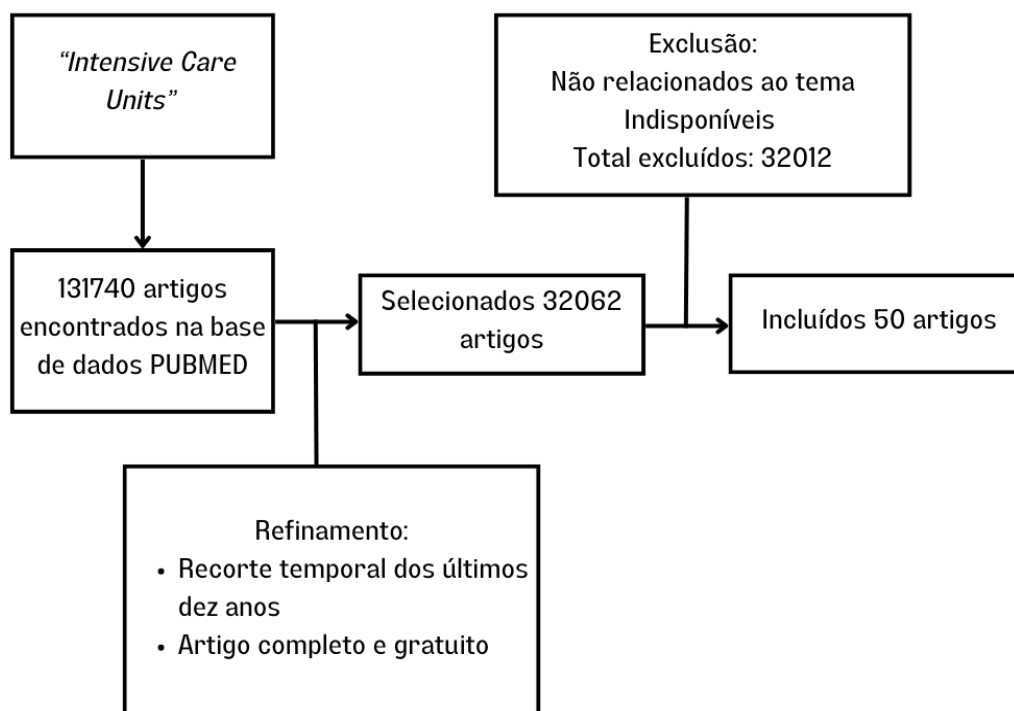 “Intensive Care
Units”
Exclusão:
Não relacionados ao tema
Indisponíveis
Total excluídos: 32012
131740 artigos
encontrados na base
de dados PUBMED
Selecionados 32062
artigos
Incluídos 50 artigos
Refinamento:
• Recorte temporal dos últimos
dez anos
• Artigo completo e gratuito